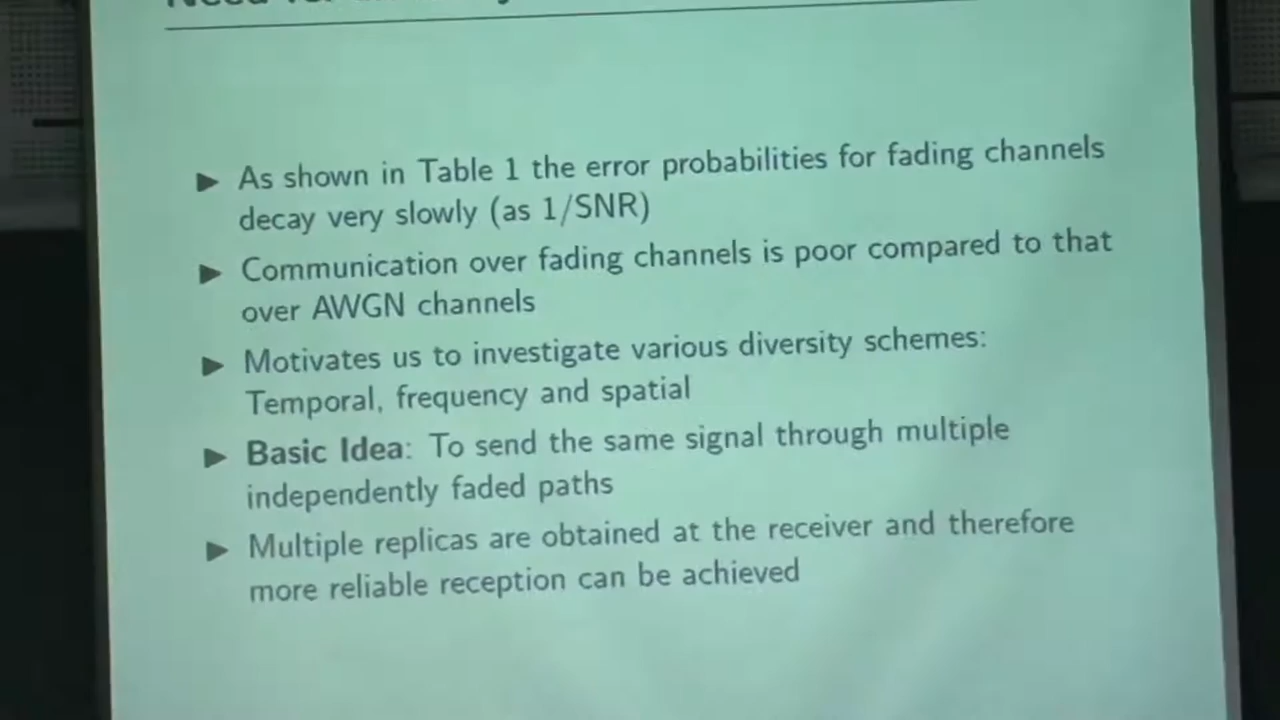 ► As shown in Table 1 the error probabilities for fading channels
decay very slowly (as 1/SNR)
► Communication over fading channels is poor compared to that
over AWGN channels
► Motivates us to investigate various diversity schemes:
Temporal, frequency and spatial
► Basic Idea: To send the same signal through multiple
independently faded paths
► Multiple replicas are obtained at the receiver and therefore
more reliable reception can be achieved